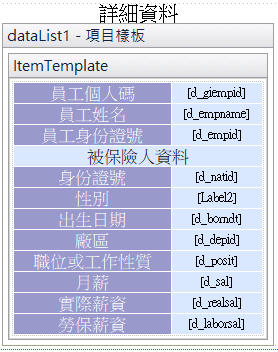 詳細資料
dataList1 - 項目樣板
ItemTemplate
員工個人碼 [d_giempid]
員工姓名 [d_empname]
員工身份證號 [d_empid]
被保險人資料
身份證號 [d_natid]
性別 [Label2]
出生日期 [d_borndt]
廠區 [d_depid]
職位或工作性質 [d_posit]
月薪 [d_sal]
實際薪資 [d_realsal]
勞保薪資 [d_laborsal]